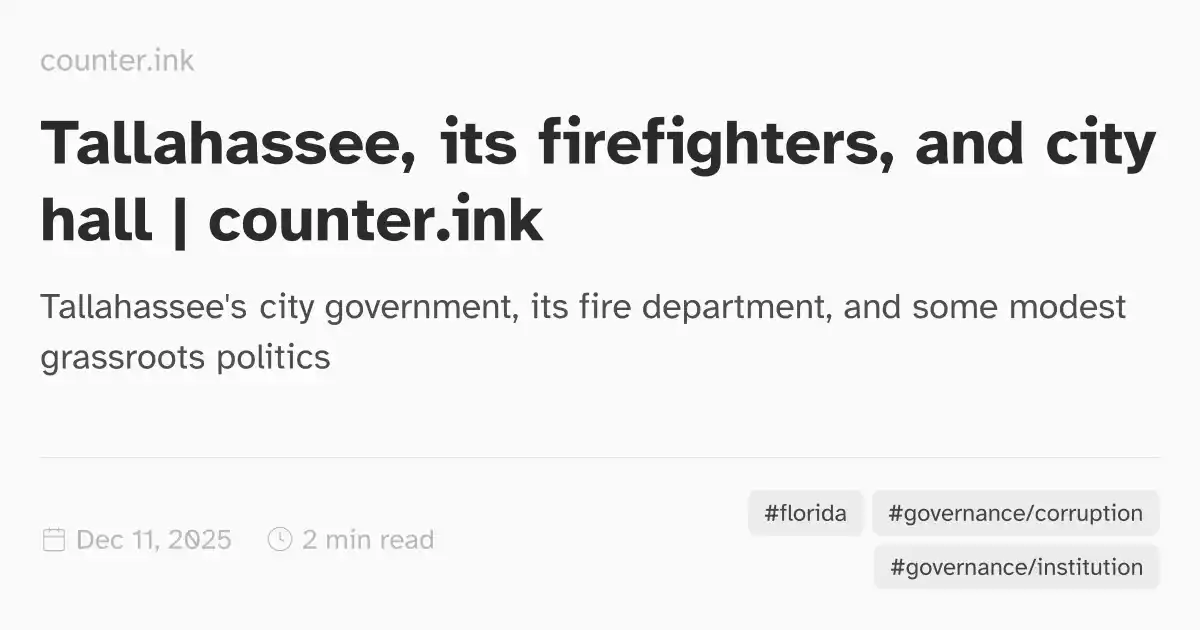 counter.ink
Tallahassee, its firefighters, and city
hall | counter.ink
Tallahassee's city government, its fire department, and some modest
grassroots politics
Dec 11, 2025
2 min read
#florida
#governance/corruption
#governance/institution